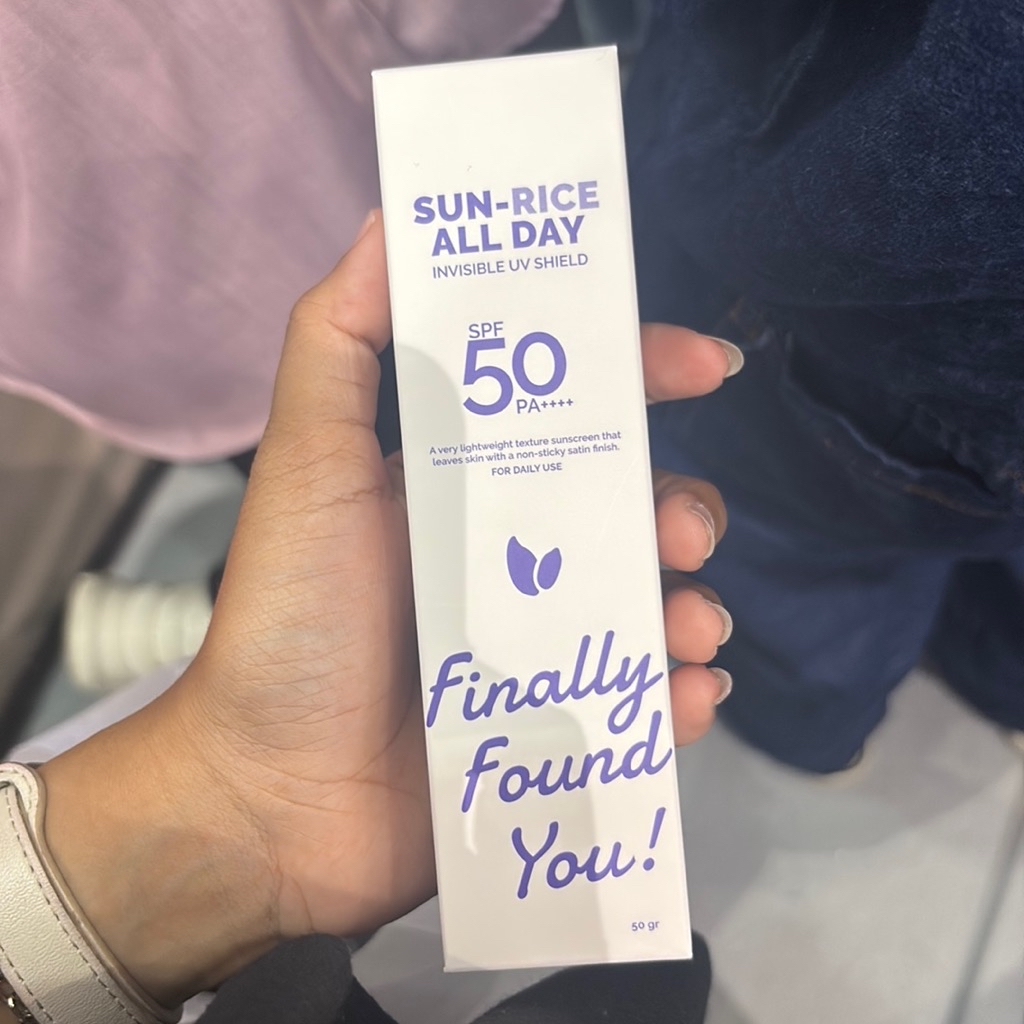 SUN-RICE
ALL DAY
INVISIBLE UV SHIELD
SPF
50
PA++++
A very lightweight texture sunscreen that
leaves skin with a non-sticky satin finish.
FOR DAILY USE
Finally
Found
You!
50 gr